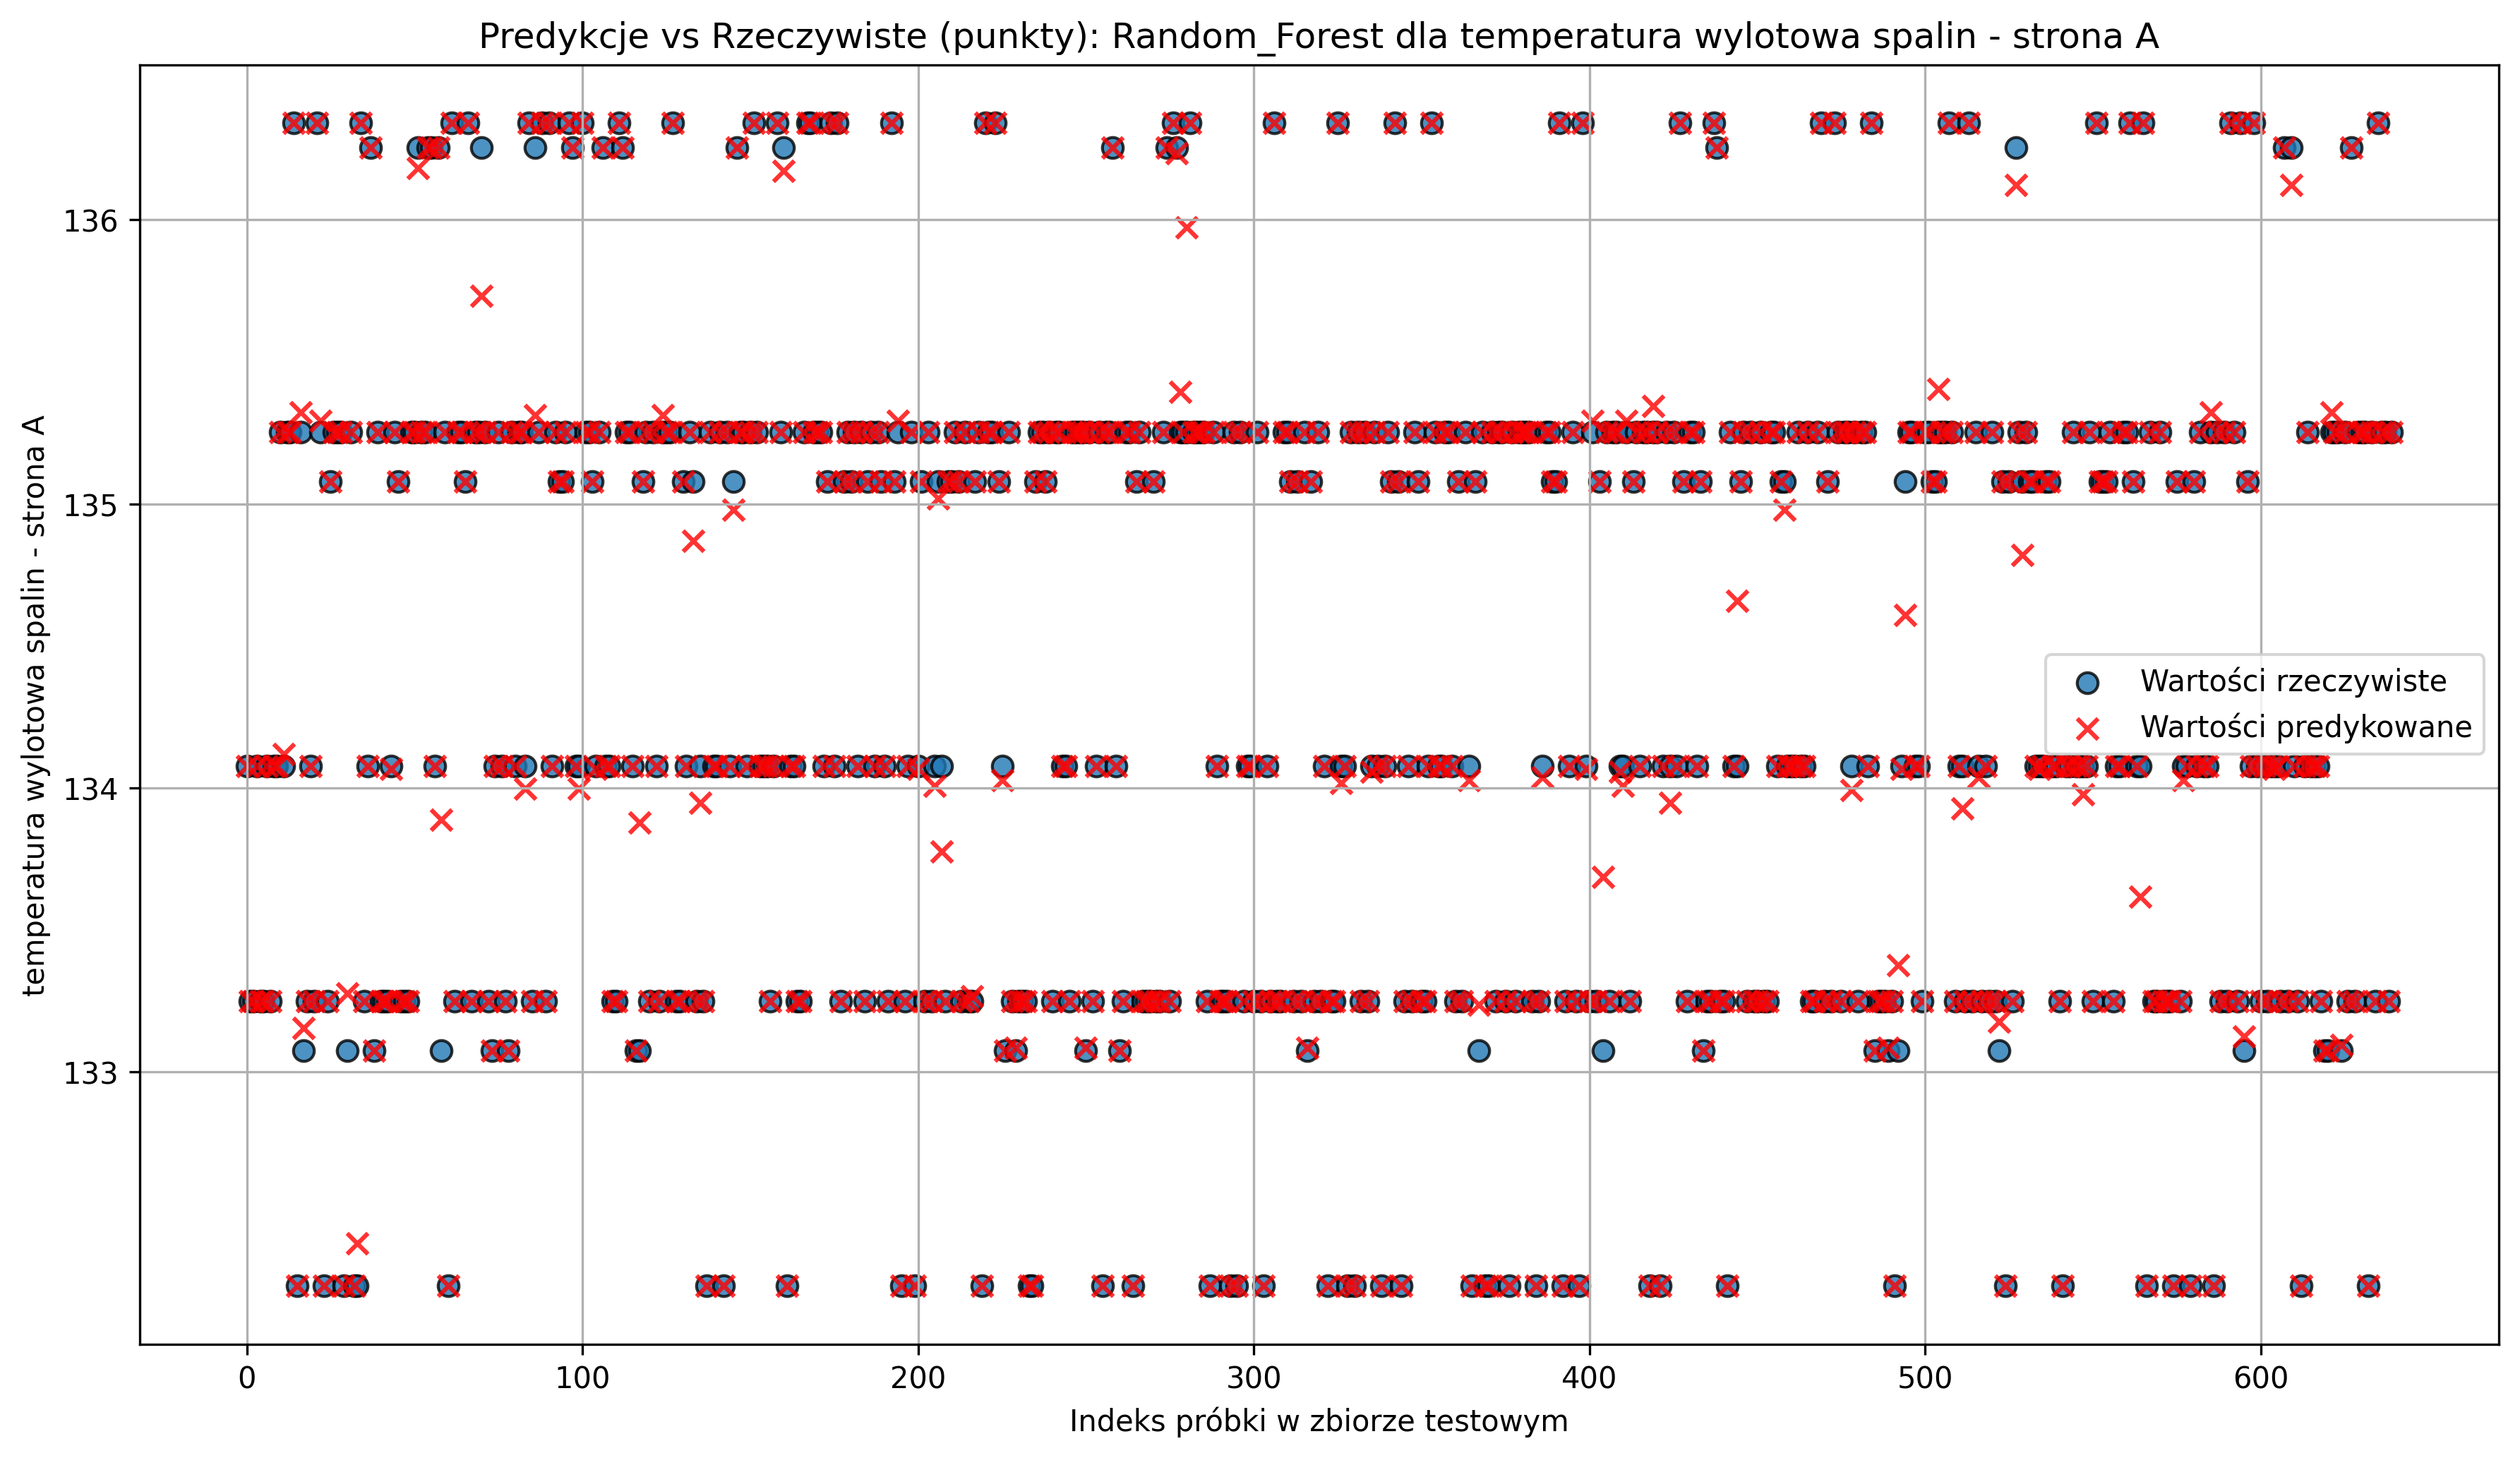 Predykcje vs Rzeczywiste (punkty): Random_Forest dla temperatura wylotowa spalin - strona A
temperatura wylotowa spalin - strona A
136
135
134
133
Wartości rzeczywiste
Wartości predykowane
0 100 200 300 400 500 600
Indeks próbki w zbiorze testowym